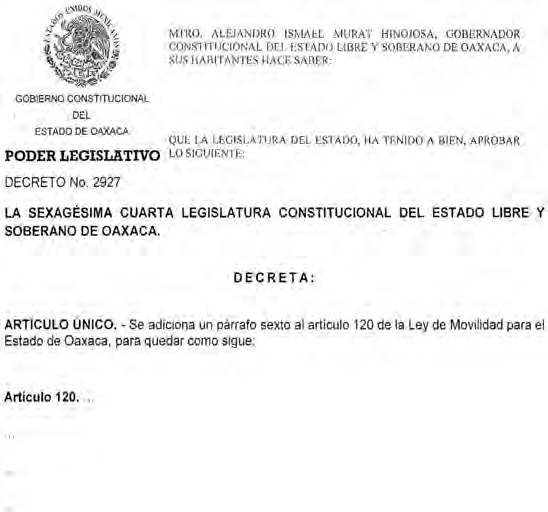 ESTADOS UNIDOS MEXICANOS
MTRO. ALEJANDRO ISMAEL MURAT HINOJOSA, GOBERNADOR
CONSTITUCIONAL DEL ESTADO LIBRE Y SOBERANO DE OAXACA, A
SUS HABITANTES HACE SABER:
GOBIERNO CONSTITUCIONAL
DEL
ESTADO DE OAXACA
QUE LA LEGISLATURA DEL ESTADO, HA TENIDO A BIEN, APROBAR
LO SIGUIENTE:
PODER LEGISLATIVO
DECRETO No. 2927
LA SEXAGÉSIMA CUARTA LEGISLATURA CONSTITUCIONAL DEL ESTADO LIBRE Y
SOBERANO DE OAXACA.
DECRETA:
ARTÍCULO ÚNICO. - Se adiciona un párrafo sexto al artículo 120 de la Ley de Movilidad para el
Estado de Oaxaca, para quedar como sigue:
Artículo 120. ...
...
...
...